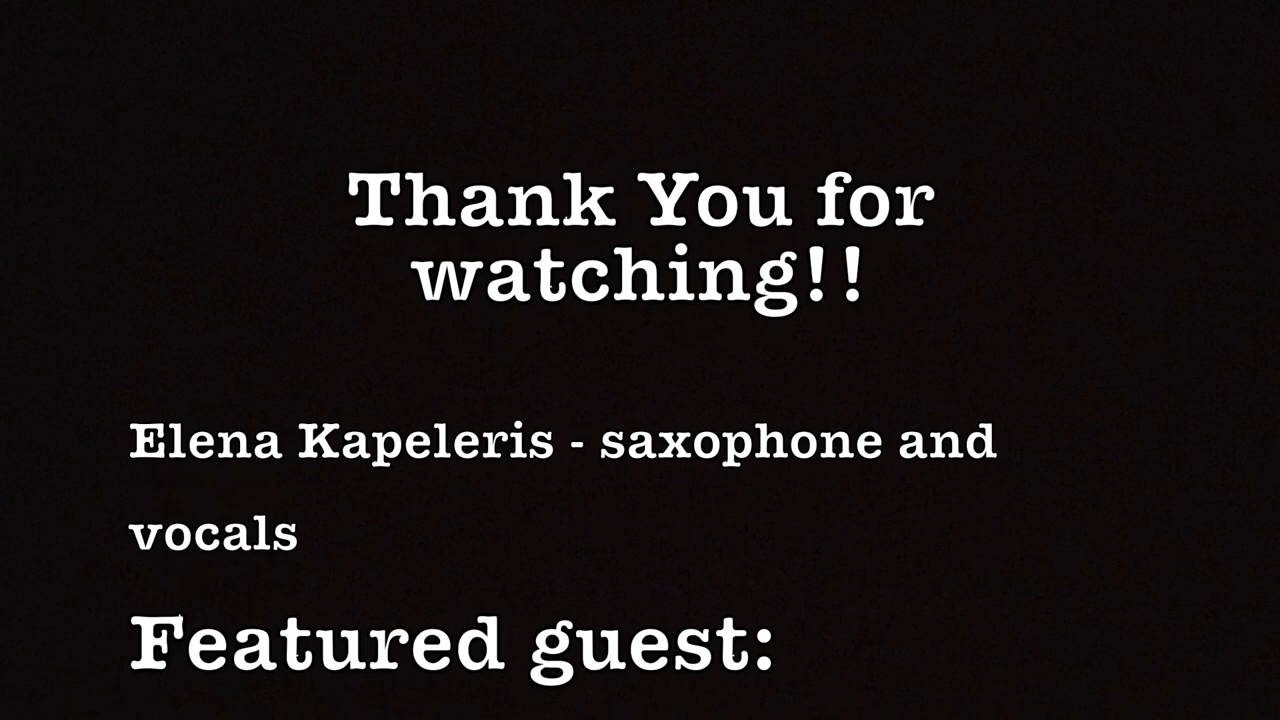 Thank You for
watching!!
Elena Kapeleris - saxophone and
vocals
Featured guest: